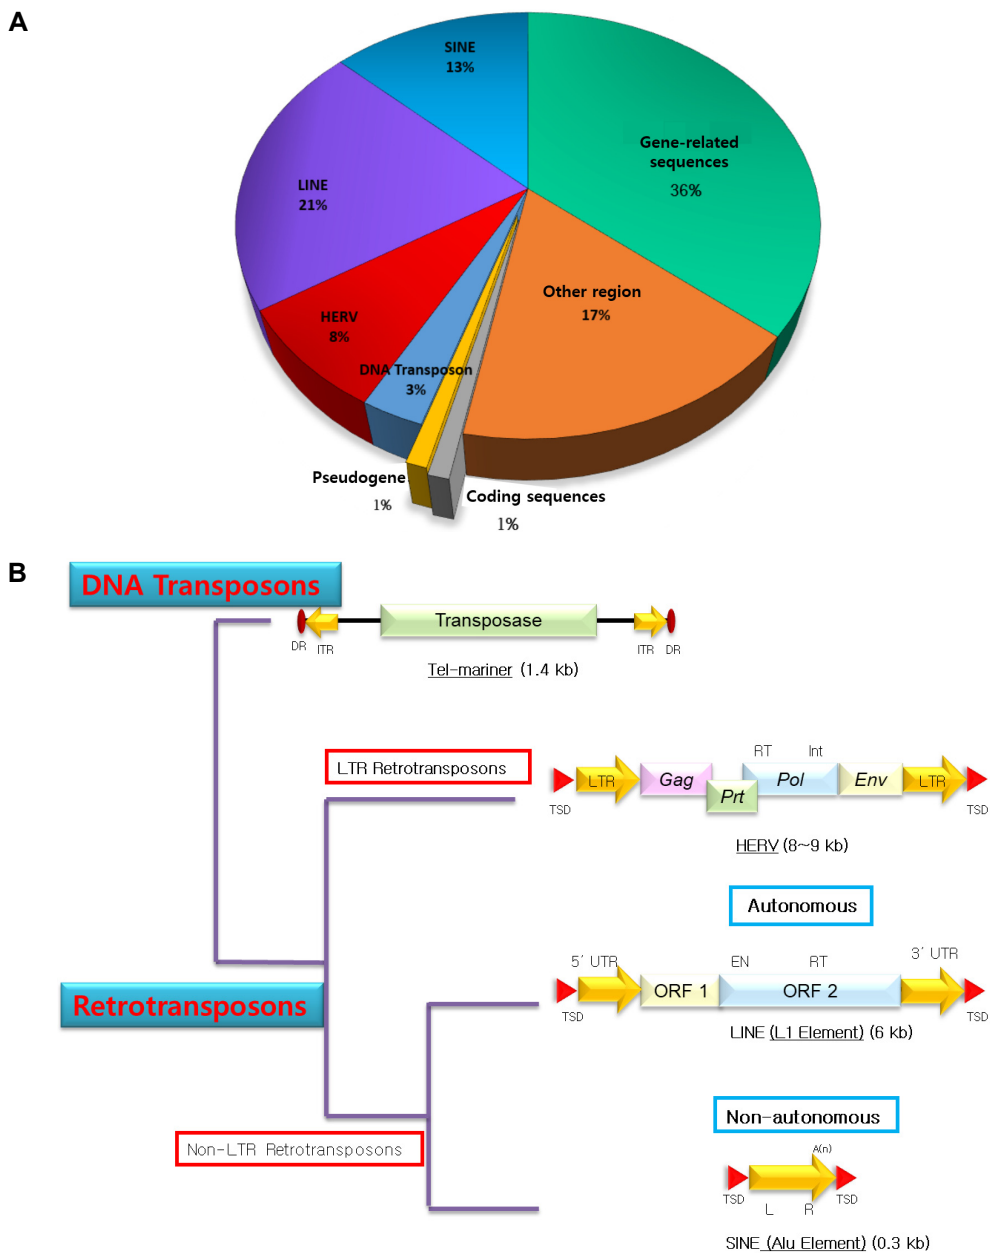 A
SINE
13%
Gene-related
sequences
36%
LINE
21%
Other region
17%
HERV
8%
DNA Transposon
3%
Pseudogene
1%
Coding sequences
1%
B
DNA Transposons
Transposase
DR ITR ITR DR
Tel-mariner (1.4 kb)
LTR Retrotransposons
RT Int
LTR Gag Prt Pol Env LTR
TSD TSD
HERV (8~9 kb)
Autonomous
5´ UTR EN RT 3´ UTR
ORF 1 ORF 2
TSD TSD
Retrotransposons
LINE (L1 Element) (6 kb)
Non-autonomous
Non-LTR Retrotransposons
A(n)
TSD L R TSD
SINE (Alu Element) (0.3 kb)